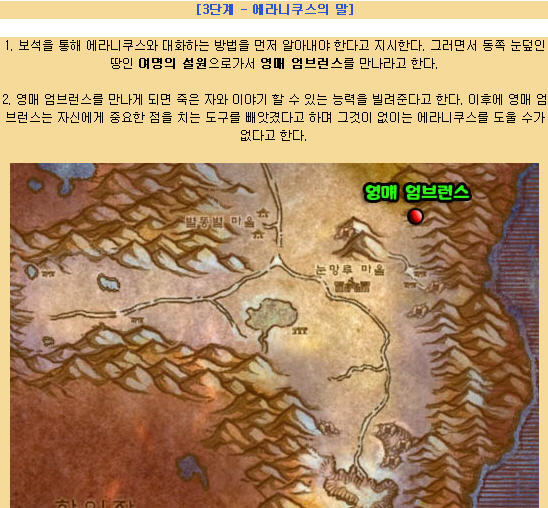 [3단계 - 에라니쿠스의 말]
1. 보석을 통해 에라니쿠스와 대화하는 방법을 먼저 알아내야 한다고 지시한다. 그러면서 동쪽 눈덮인
땅인 여명의 설원으로가서 영매 엄브런스를 만나라고 한다.
2. 영매 엄브런스를 만나게 되면 죽은 자와 이야기 할 수 있는 능력을 빌려준다고 한다. 이후에 영매 엄
브런스는 자신에게 중요한 점을 치는 도구를 빼앗겼다고 하며 그것이 없이는 에라니쿠스를 도울 수가
없다고 한다.
영매 엄브런스
별동별 마을
눈망루 마을